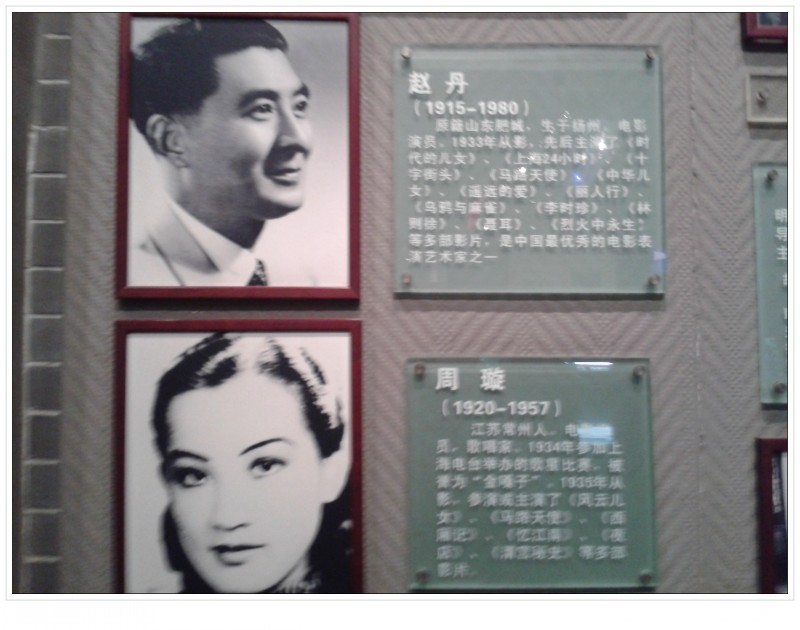 赵 丹
（1915-1980）
原籍山东肥城，生于扬州。电影
演员。1933年从影，先后主演了《时
代的儿女》、《上海24小时》、《十
字街头》、《马路天使》、《中华儿
女》、《遥远的爱》、《丽人行》、
《乌鸦与麻雀》、《李时珍》、《林
则徐》、《聂耳》、《烈火中永生》
等多部影片，是中国最优秀的电影表
演艺术家之一
周 璇
（1920-1957）
江苏常州人。电
员、歌唱家。1934年参加上
海电台举办的歌星比赛，被
誉为“金嗓子”。1935年从
影，参演或主演了《风云儿
女》、《马路天使》、《西
厢记》、《忆江南》、《夜
店》、《清宫秘史》等多部
影片。
明
导
主